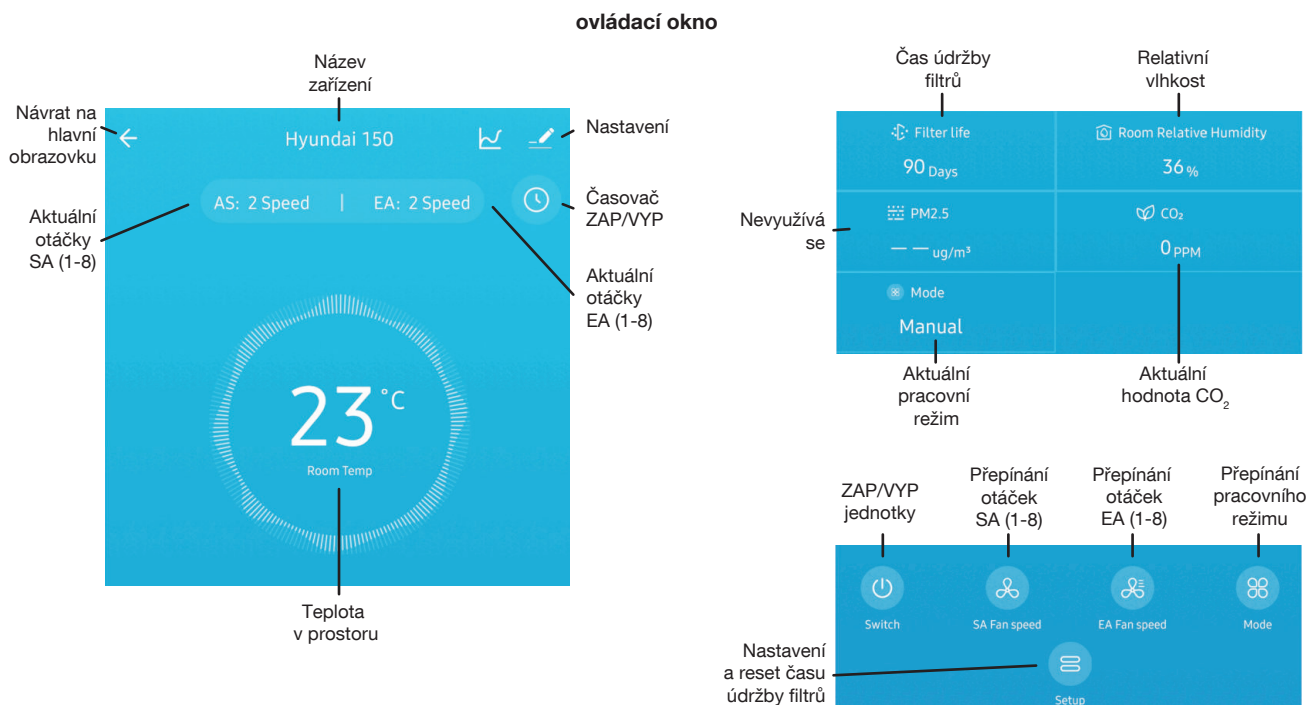 ovládací okno
Název
zařízení
Návrat na
hlavní
obrazovku
Hyundai 150
Nastavení
AS: 2 Speed | EA: 2 Speed
Časovač
ZAP/VYP
Aktuální
otáčky
SA (1-8)
Aktuální
otáčky
EA (1-8)
23 °C
Room Temp
Teplota
v prostoru
Čas údržby
filtrů
Relativní
vlhkost
Filter life
90 Days
Room Relative Humidity
36 %
Nevyužívá
se
PM2.5
— — ug/m³
CO₂
0 PPM
Mode
Manual
Aktuální
pracovní
režim
Aktuální
hodnota CO₂
ZAP/VYP
jednotky
Přepínání
otáček
SA (1-8)
Přepínání
otáček
EA (1-8)
Přepínání
pracovního
režimu
Switch
SA Fan speed
EA Fan speed
Mode
Nastavení
a reset času
údržby filtrů
Setup